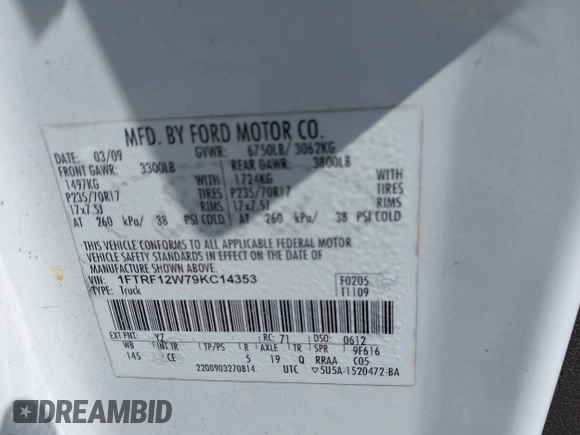 MFD. BY FORD MOTOR CO.
DATE: 03/09 GVWR: 6750LB/ 3062KG
FRONT GAWR: 3300LB REAR GAWR: 3800LB
1497KG WITH 1724KG WITH
P235/70R17 TIRES P235/70R17 TIRES
17x7.5J RIMS 17x7.5J RIMS
AT 260 kPa/ 38 PSI COLD AT 260 kPa/ 38 PSI COLD
THIS VEHICLE CONFORMS TO ALL APPLICABLE FEDERAL MOTOR
VEHICLE SAFETY STANDARDS IN EFFECT ON THE DATE OF MANUFACTURE
SHOWN ABOVE.
VIN: 1FTRF12W79KC14353 F0205
TYPE: Truck T1109
EXT PNT: YZ RC: 71 DSO: 0612
WB INT TR TP/PS R AXLE TR SPR 9F616
145 CE 5 19 Q RRAA C05
2200903270814 UTC ▽5U5A-1520472-BA
DREAMBID